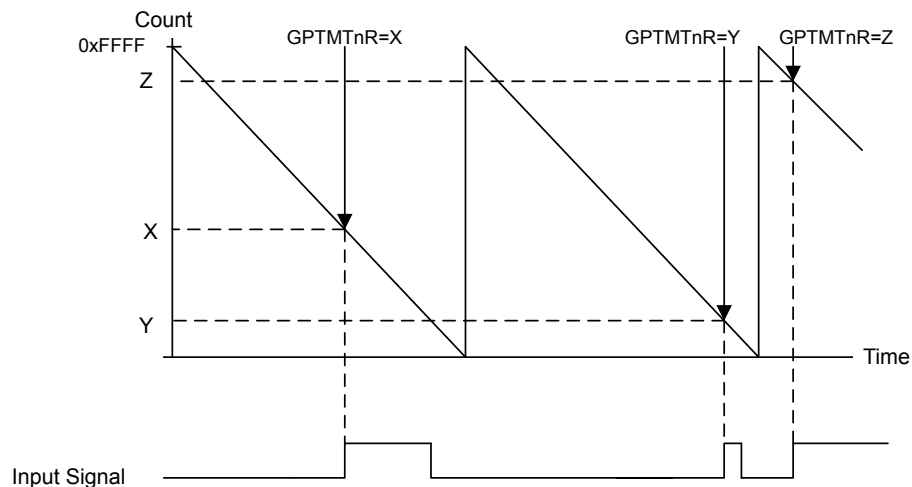 Count
0xFFFF
GPTMTnR=X
GPTMTnR=Y
GPTMTnR=Z
Z
X
Y
Time
Input Signal